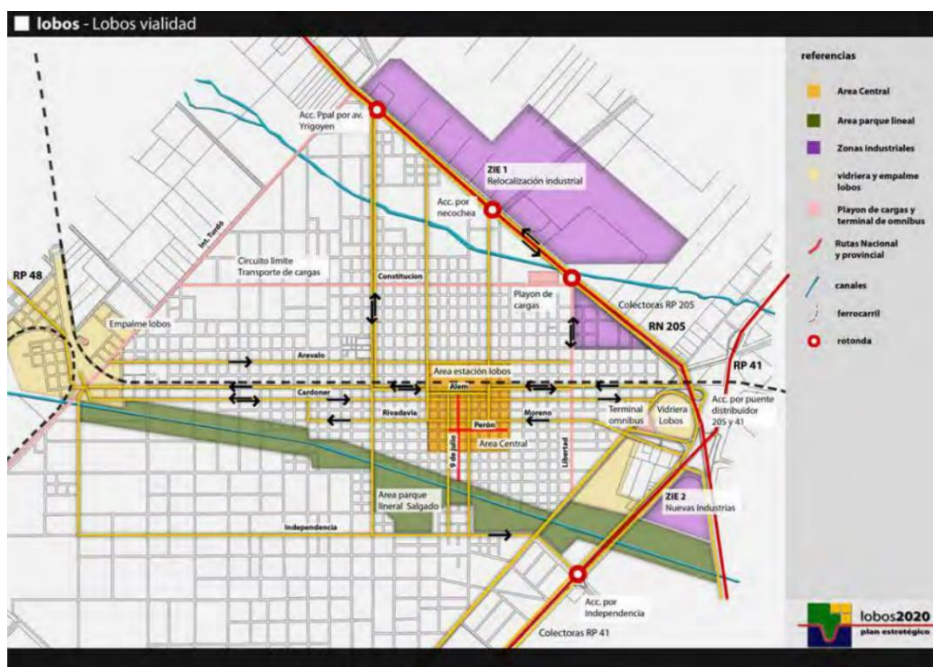 lobos - Lobos vialidad
referencias
Area Central
Area parque lineal
Zonas Industriales
vidriera y empalme
lobos
Playon de cargas y
terminal de omnibus
Rutas Nacional
y provincial
canales
ferrocarril
rotonda
Acc. Ppal por av.
Yrigoyen
ZIE 1
Relocalización industrial
Acc. por
necochea
Int. Tardo
Circuito límite
Transporte de cargas
Constitucion
RP 48
Playon de
cargas
Colectoras RP 205
RN 205
Empalme lobos
Arevalo
RP 41
Area estación lobos
Alem
Cardoner
Acc. por puente
distribuidor
205 y 41
Rivadavia
Moreno
Terminal
omnibus
Vidriera
Lobos
Perón
Area Central
9 de Julio
Libertad
Area parque
lineral Salgado
ZIE 2
Nuevas Industrias
Independencia
Acc. por
independencia
Colectoras RP 41
lobos2020
plan estratégico